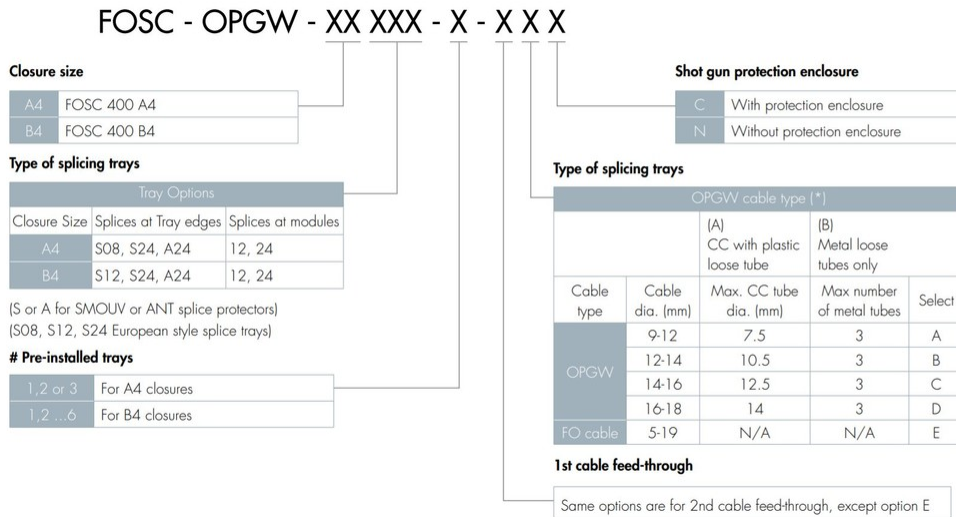 FOSC - OPGW - XX XXX - X - X X X
Closure size
A4 FOSC 400 A4
B4 FOSC 400 B4
Type of splicing trays
Tray Options
Closure Size Splices at Tray edges Splices at modules
A4 S08, S24, A24 12, 24
B4 S12, S24, A24 12, 24
(S or A for SMOUV or ANT splice protectors)
(S08, S12, S24 European style splice trays)
# Pre-installed trays
1,2 or 3 For A4 closures
1,2 ...6 For B4 closures
Shot gun protection enclosure
C With protection enclosure
N Without protection enclosure
Type of splicing trays
OPGW cable type (*)
(A)
CC with plastic
loose tube
(B)
Metal loose
tubes only
Cable
type
Cable
dia. (mm)
Max. CC tube
dia. (mm)
Max number
of metal tubes
Select
OPGW
9-12 7.5 3 A
12-14 10.5 3 B
14-16 12.5 3 C
16-18 14 3 D
FO cable 5-19 N/A N/A E
1st cable feed-through
Same options are for 2nd cable feed-through, except option E